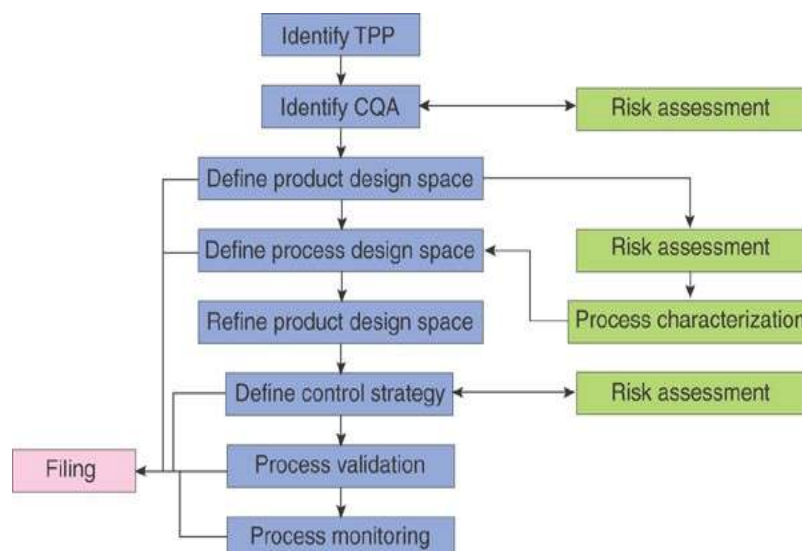 Identify TPP
Identify CQA
Risk assessment
Define product design space
Define process design space
Risk assessment
Refine product design space
Process characterization
Define control strategy
Risk assessment
Filing
Process validation
Process monitoring